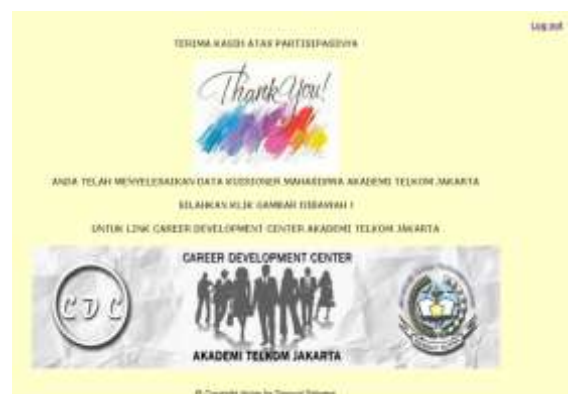 Log out
TERIMA KASIH ATAS PARTISIPASINYA
Thank You!
ANDA TELAH MENYELESAIKAN DATA KUISIONER MAHASISWA AKADEMI TELKOM JAKARTA
SILAHKAN KLIK GAMBAR DIBAWAH !
UNTUK LINK CAREER DEVELOPMENT CENTER AKADEMI TELKOM JAKARTA
CAREER DEVELOPMENT CENTER
CDC
AKADEMI TELKOM JAKARTA
© Copyright